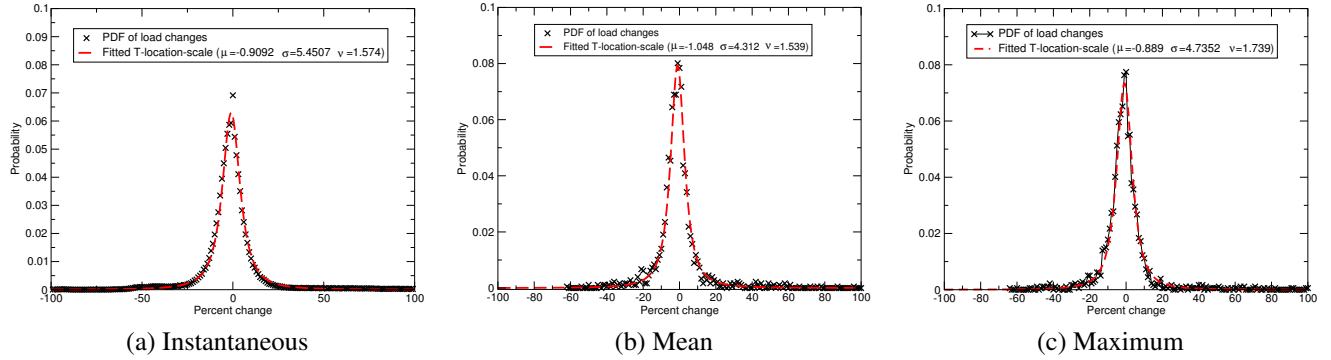 0.1
0.09
0.08
0.07
0.06
0.05
0.04
0.03
0.02
0.01
0
Probability
PDF of load changes
Fitted T-location-scale (μ=-0.9092 σ=5.4507 ν=1.574)
-100 -50 0 50 100
Percent change
(a) Instantaneous
0.1
0.08
0.06
0.04
0.02
0
Probability
PDF of load changes
Fitted T-location-scale (μ=-1.048 σ=4.312 ν=1.539)
-100 -80 -60 -40 -20 0 20 40 60 80 100
Percent change
(b) Mean
0.1
0.08
0.06
0.04
0.02
0
Probability
PDF of load changes
Fitted T-location-scale (μ=-0.889 σ=4.7352 ν=1.739)
-100 -80 -60 -40 -20 0 20 40 60 80 100
Percent change
(c) Maximum